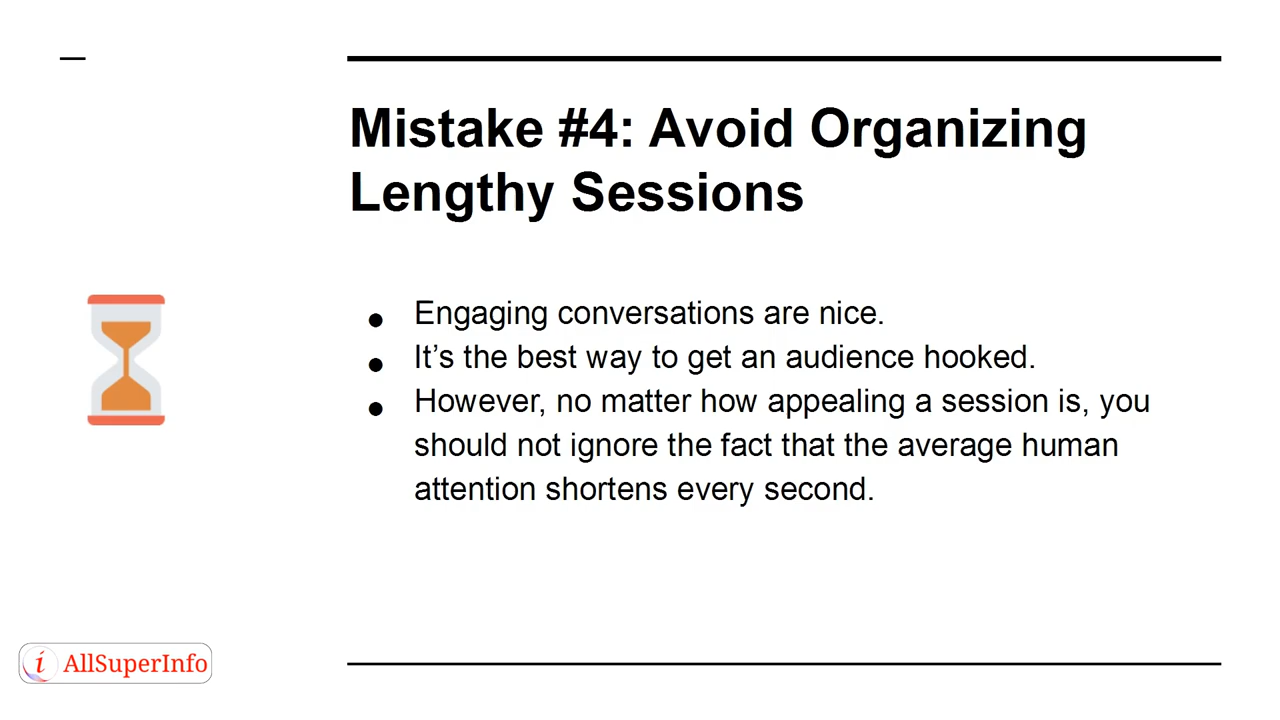 Mistake #4: Avoid Organizing
Lengthy Sessions
● Engaging conversations are nice.
● It’s the best way to get an audience hooked.
● However, no matter how appealing a session is, you
should not ignore the fact that the average human
attention shortens every second.
i AllSuperInfo